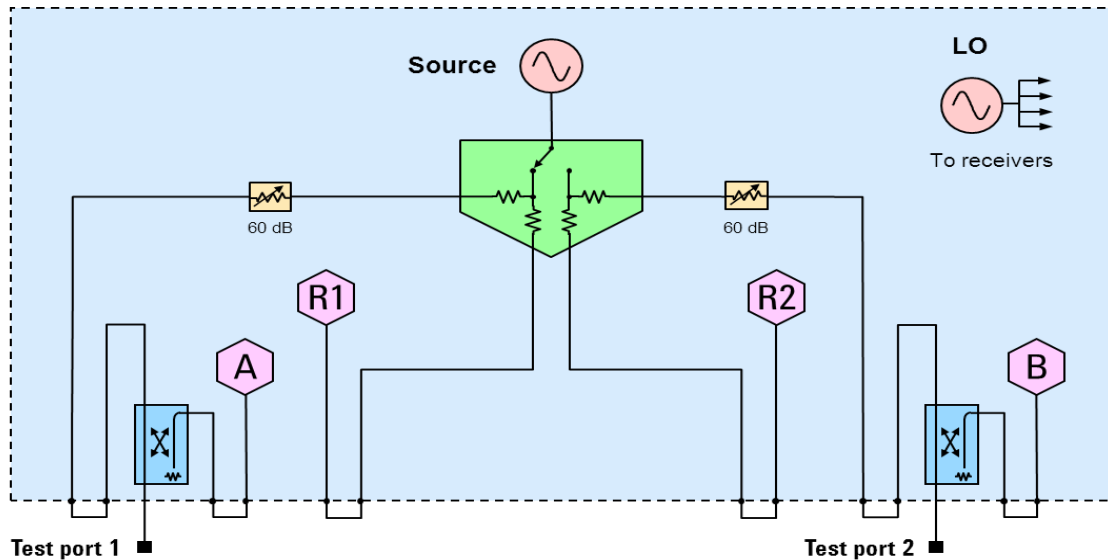 Source
LO
To receivers
60 dB
60 dB
R1
R2
A
B
Test port 1
Test port 2